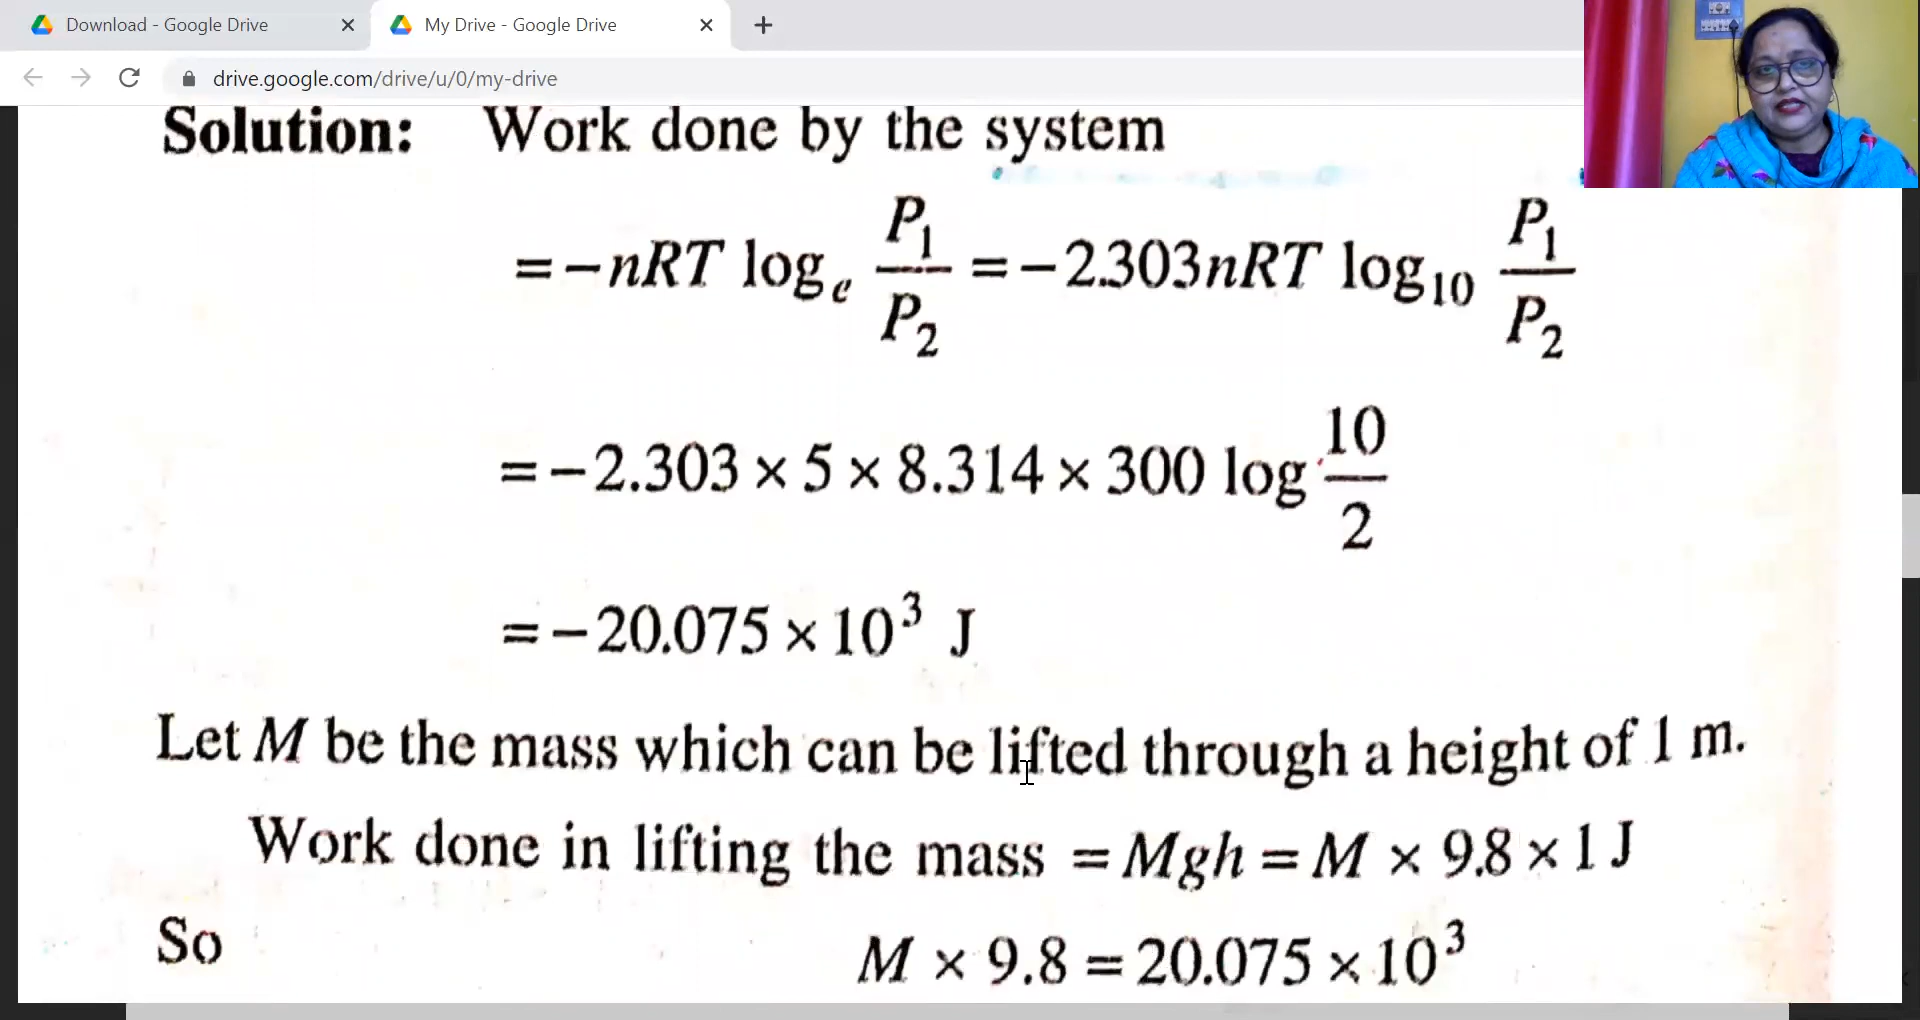 Download - Google Drive
My Drive - Google Drive
drive.google.com/drive/u/0/my-drive
Solution: Work done by the system
= −nRT logₑ P₁/P₂ = −2.303nRT log₁₀ P₁/P₂
= −2.303 × 5 × 8.314 × 300 log 10/2
= −20.075 × 10³ J
Let M be the mass which can be lifted through a height of 1 m.
Work done in lifting the mass = Mgh = M × 9.8 × 1 J
So M × 9.8 = 20.075 × 10³